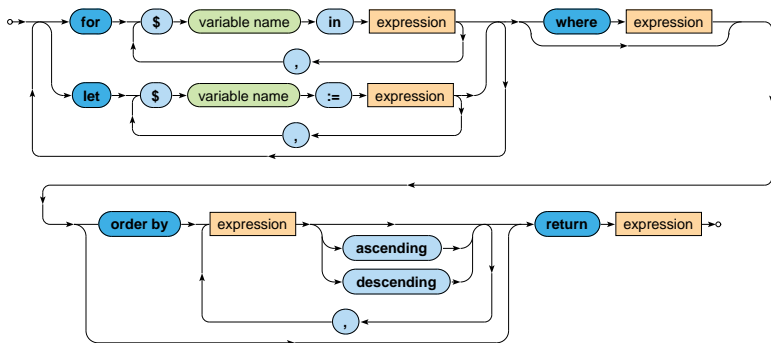 for $ variable name in expression where expression
,
let $ variable name := expression
,
order by expression return expression
ascending
descending
,